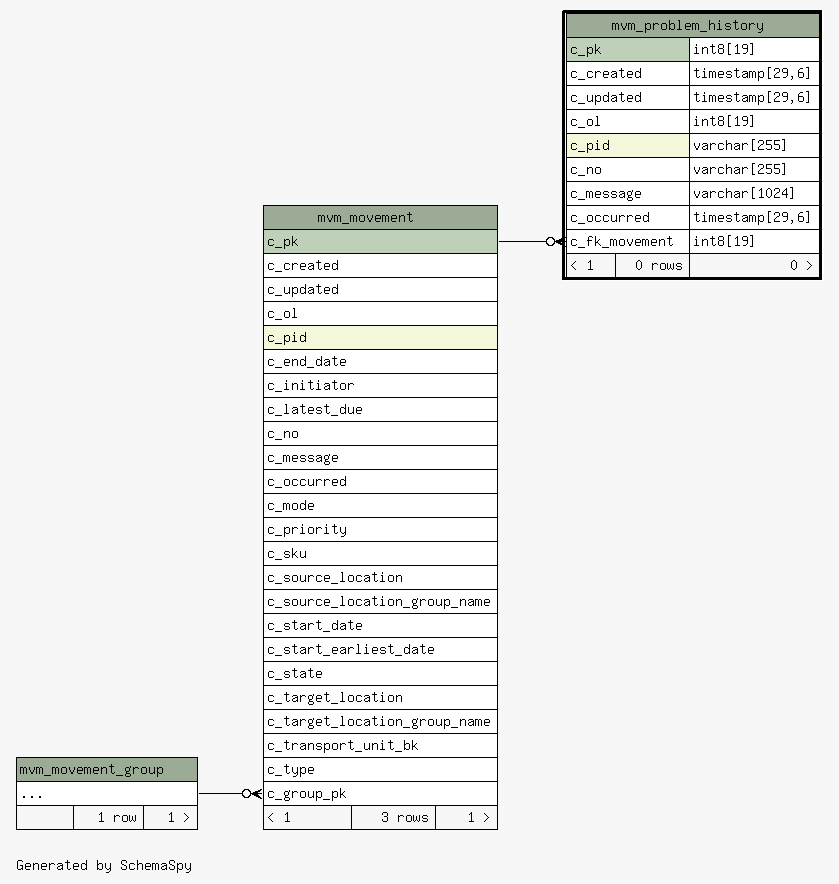 mvm_problem_history
c_pk int8[19]
c_created timestamp[29,6]
c_updated timestamp[29,6]
c_ol int8[19]
c_pid varchar[255]
c_no varchar[255]
c_message varchar[1024]
c_occurred timestamp[29,6]
c_fk_movement int8[19]
< 1 0 rows 0 >
mvm_movement
c_pk
c_created
c_updated
c_ol
c_pid
c_end_date
c_initiator
c_latest_due
c_no
c_message
c_occurred
c_mode
c_priority
c_sku
c_source_location
c_source_location_group_name
c_start_date
c_start_earliest_date
c_state
c_target_location
c_target_location_group_name
c_transport_unit_bk
c_type
c_group_pk
< 1 3 rows 1 >
mvm_movement_group
...
1 row 1 >
Generated by SchemaSpy